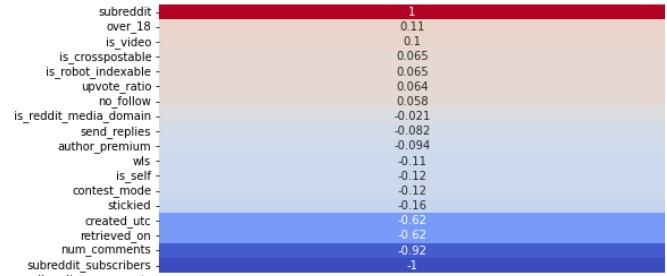 subreddit 1
over_18 0.11
is_video 0.1
is_crosspostable 0.065
is_robot_indexable 0.065
upvote_ratio 0.064
no_follow 0.058
is_reddit_media_domain -0.021
send_replies -0.082
author_premium -0.094
wls -0.11
is_self -0.12
contest_mode -0.12
stickied -0.16
created_utc -0.62
retrieved_on -0.62
num_comments -0.92
subreddit_subscribers -1